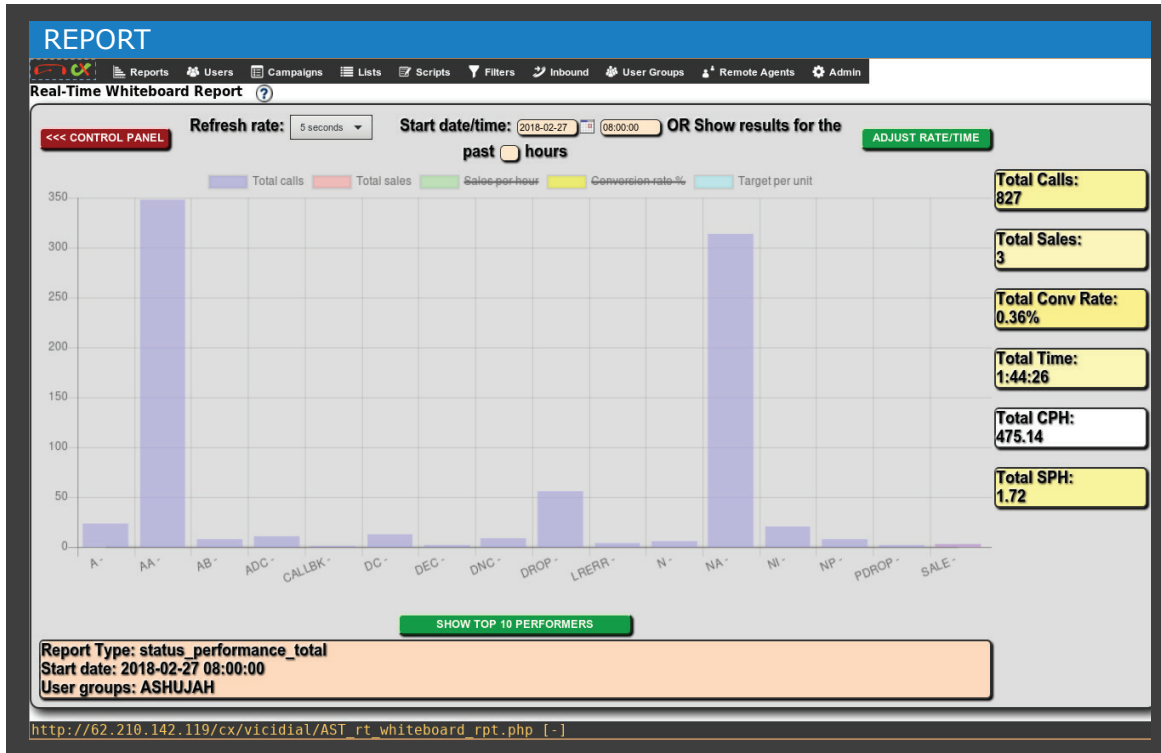 REPORT
CX Reports Users Campaigns Lists Scripts Filters Inbound User Groups Remote Agents Admin
Real-Time Whiteboard Report ?
<<< CONTROL PANEL
Refresh rate: 5 seconds
Start date/time: 2018-02-27 08:00:00 OR Show results for the
past hours
ADJUST RATE/TIME
Total calls Total sales Sales per hour Conversion rate % Target per unit
350
300
250
200
150
100
50
0
A - AA - AB - ADC - CALLBK - DC - DEC - DNC - DROP - LRERR - N - NA - NI - NP - PDROP - SALE -
Total Calls:
827
Total Sales:
3
Total Conv Rate:
0.36%
Total Time:
1:44:26
Total CPH:
475.14
Total SPH:
1.72
SHOW TOP 10 PERFORMERS
Report Type: status_performance_total
Start date: 2018-02-27 08:00:00
User groups: ASHUJAH
http://62.210.142.119/cx/vicidial/AST_rt_whiteboard_rpt.php [-]